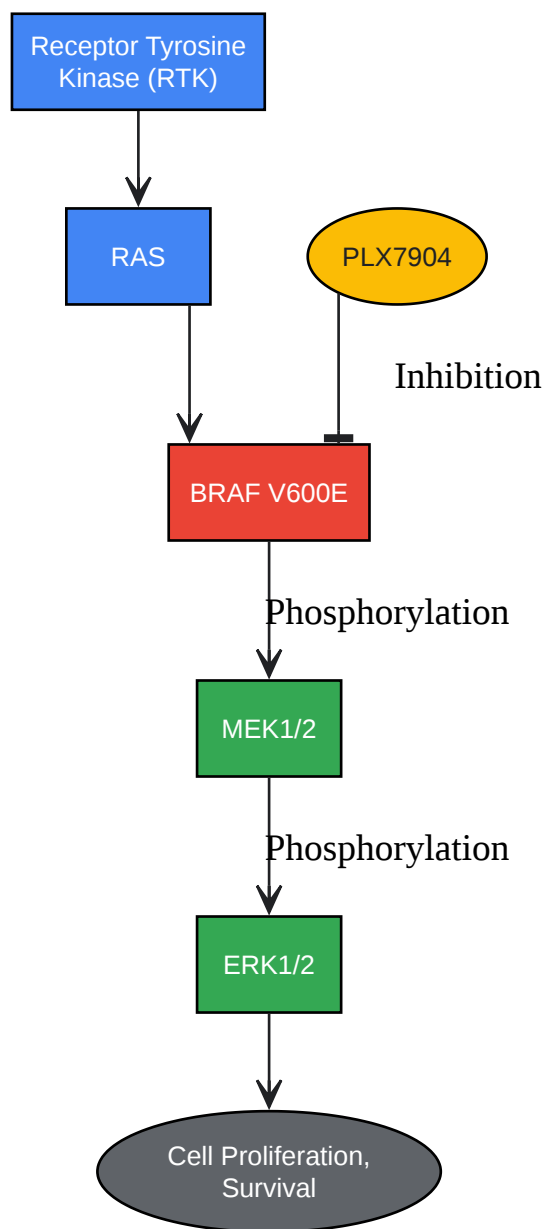 Receptor Tyrosine
Kinase (RTK)
RAS
PLX7904
Inhibition
BRAF V600E
Phosphorylation
MEK1/2
Phosphorylation
ERK1/2
Cell Proliferation,
Survival